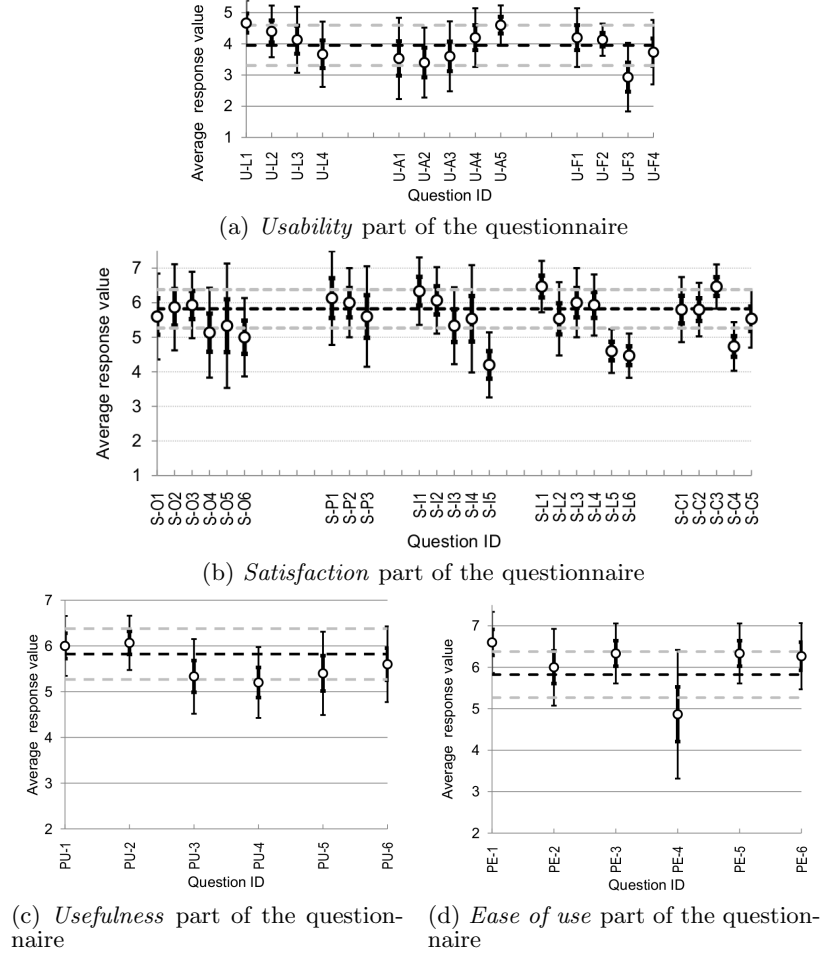 5
4
3
2
1
Average response value
U-L1 U-L2 U-L3 U-L4 U-A1 U-A2 U-A3 U-A4 U-A5 U-F1 U-F2 U-F3 U-F4
Question ID
(a) Usability part of the questionnaire
7
6
5
4
3
2
1
Average response value
S-O1 S-O2 S-O3 S-O4 S-O5 S-O6 S-P1 S-P2 S-P3 S-I1 S-I2 S-I3 S-I4 S-I5 S-L1 S-L2 S-L3 S-L4 S-L5 S-L6 S-C1 S-C2 S-C3 S-C4 S-C5
Question ID
(b) Satisfaction part of the questionnaire
7
6
5
4
3
2
Average response value
PU-1 PU-2 PU-3 PU-4 PU-5 PU-6
Question ID
(c) Usefulness part of the question-
naire
7
6
5
4
3
2
Average response value
PE-1 PE-2 PE-3 PE-4 PE-5 PE-6
Question ID
(d) Ease of use part of the question-
naire